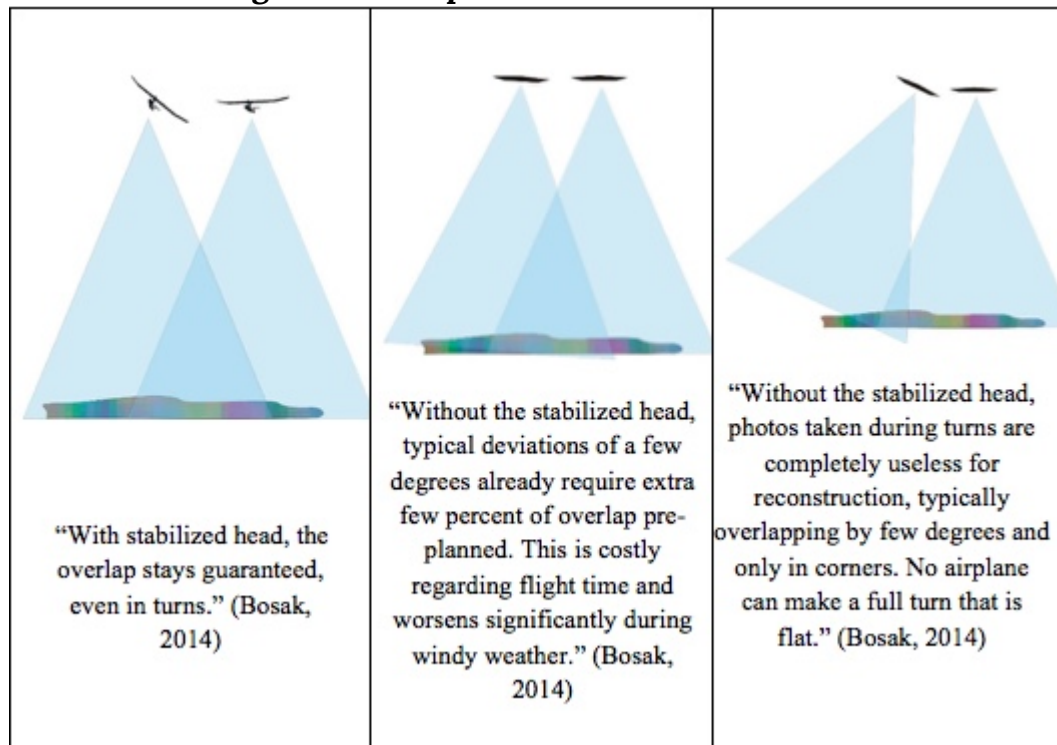 “With stabilized head, the
overlap stays guaranteed,
even in turns.” (Bosak,
2014)
“Without the stabilized head,
typical deviations of a few
degrees already require extra
few percent of overlap pre-
planned. This is costly
regarding flight time and
worsens significantly during
windy weather.” (Bosak,
2014)
“Without the stabilized head,
photos taken during turns are
completely useless for
reconstruction, typically
overlapping by few degrees and
only in corners. No airplane
can make a full turn that is
flat.” (Bosak, 2014)